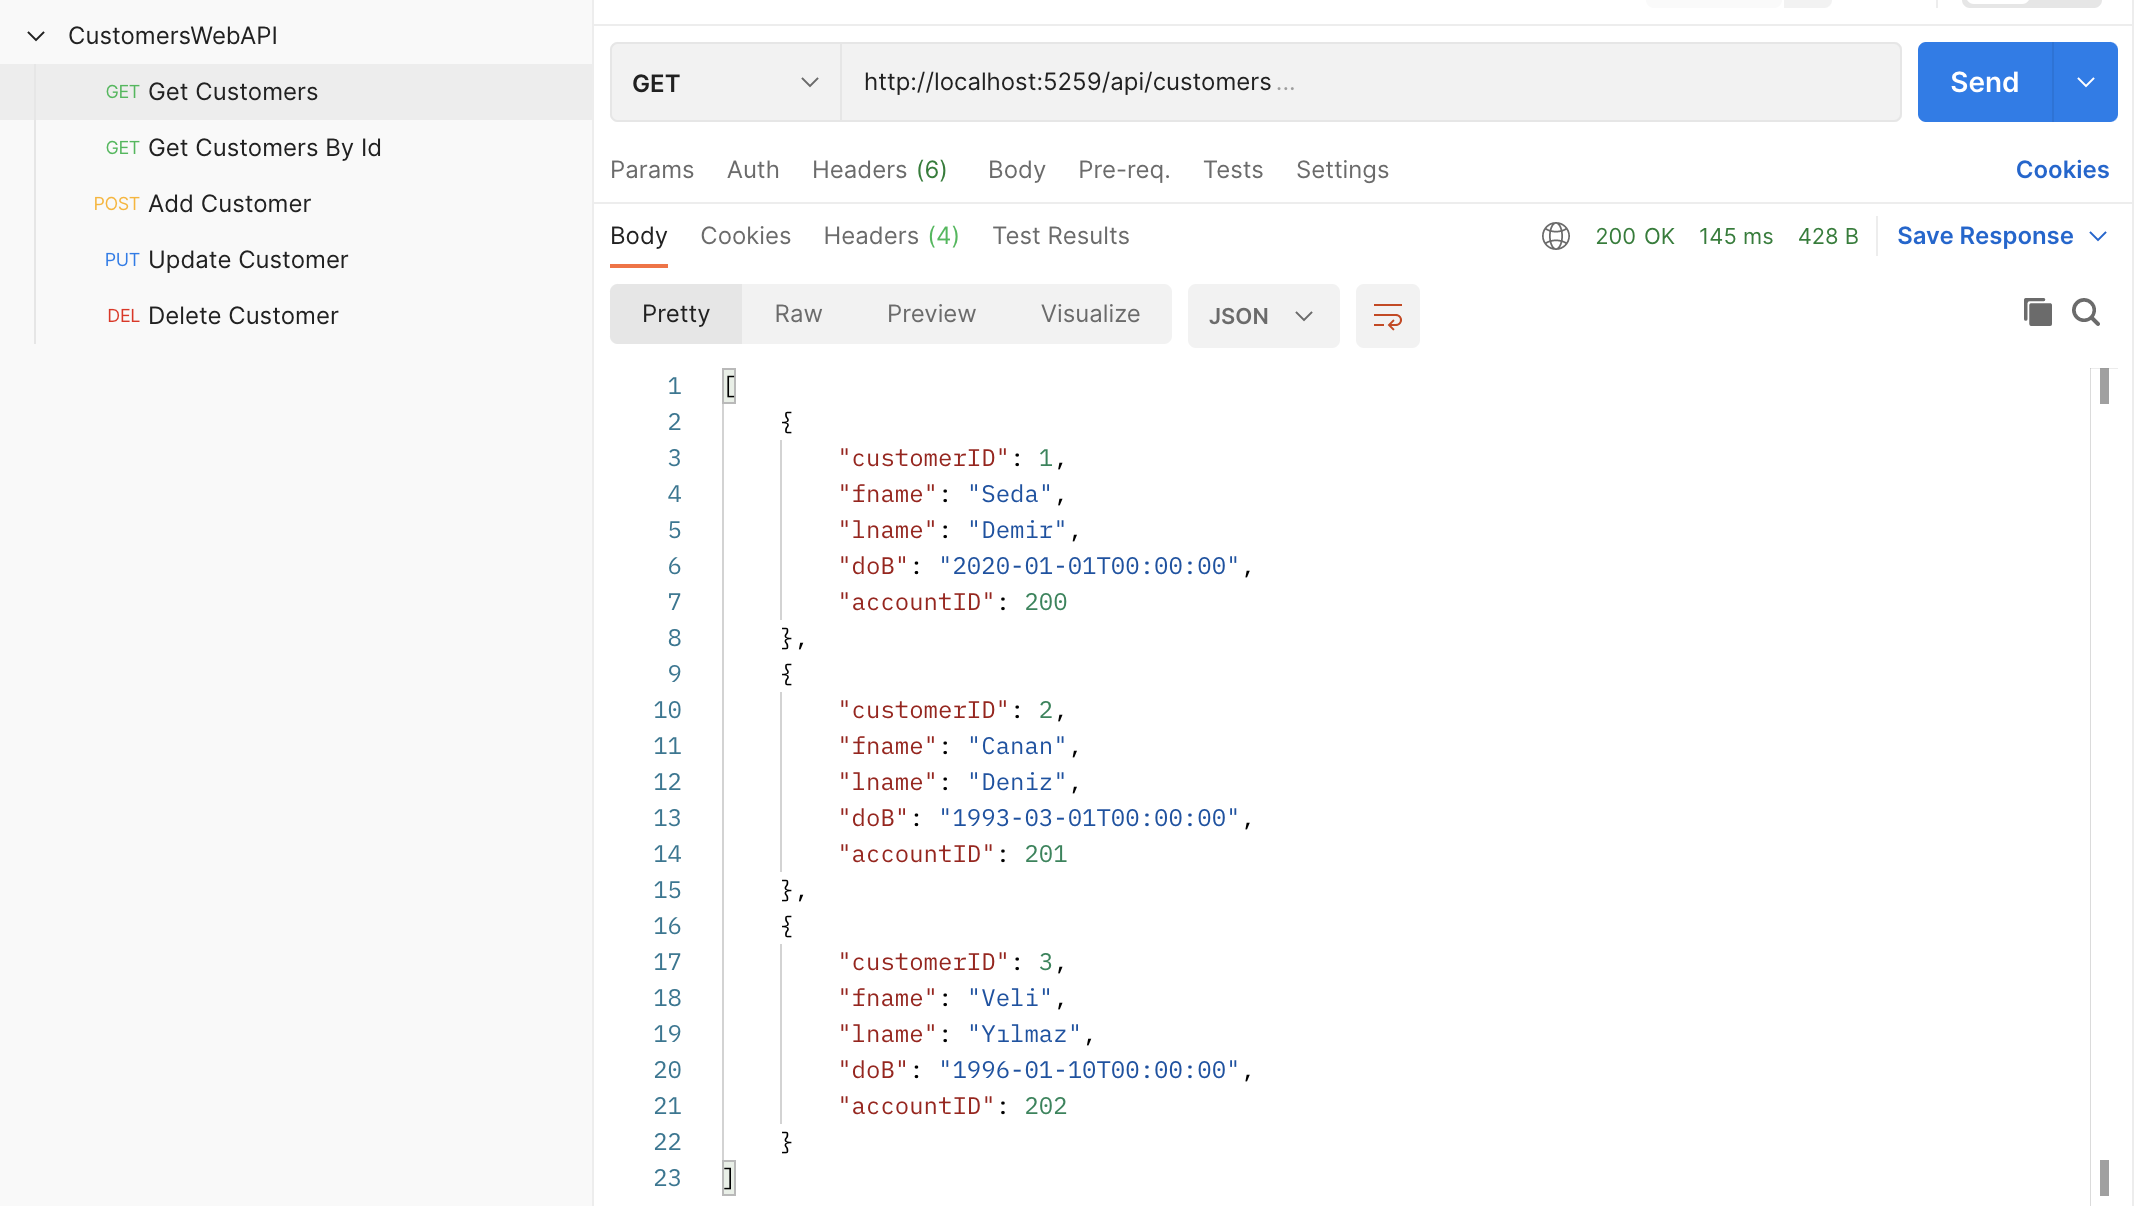 CustomersWebAPI
GET Get Customers
GET Get Customers By Id
POST Add Customer
PUT Update Customer
DEL Delete Customer
GET http://localhost:5259/api/customers ... Send
Params Auth Headers (6) Body Pre-req. Tests Settings Cookies
Body Cookies Headers (4) Test Results 200 OK 145 ms 428 B Save Response
Pretty Raw Preview Visualize JSON
1 [
2 {
3 "customerID": 1,
4 "fname": "Seda",
5 "lname": "Demir",
6 "doB": "2020-01-01T00:00:00",
7 "accountID": 200
8 },
9 {
10 "customerID": 2,
11 "fname": "Canan",
12 "lname": "Deniz",
13 "doB": "1993-03-01T00:00:00",
14 "accountID": 201
15 },
16 {
17 "customerID": 3,
18 "fname": "Veli",
19 "lname": "Yılmaz",
20 "doB": "1996-01-10T00:00:00",
21 "accountID": 202
22 }
23 ]